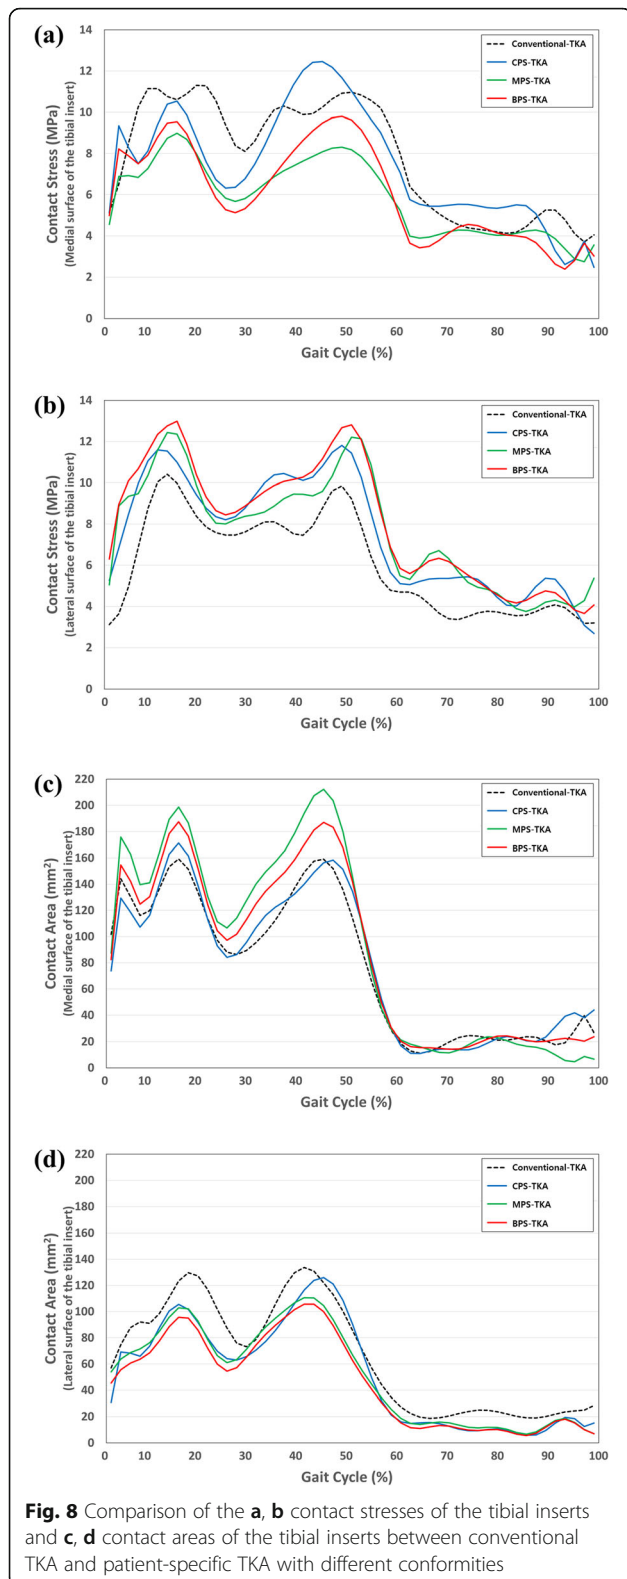 (a)
14
12
10
8
6
4
2
0
Contact Stress (MPa)
(Medial surface of the tibial insert)
Conventional-TKA
CPS-TKA
MPS-TKA
BPS-TKA
0 10 20 30 40 50 60 70 80 90 100
Gait Cycle (%)
(b)
14
12
10
8
6
4
2
0
Contact Stress (MPa)
(Lateral surface of the tibial insert)
Conventional-TKA
CPS-TKA
MPS-TKA
BPS-TKA
0 10 20 30 40 50 60 70 80 90 100
Gait Cycle (%)
(c)
220
200
180
160
140
120
100
80
60
40
20
0
Contact Area (mm²)
(Medial surface of the tibial insert)
Conventional-TKA
CPS-TKA
MPS-TKA
BPS-TKA
0 10 20 30 40 50 60 70 80 90 100
Gait Cycle (%)
(d)
220
200
180
160
140
120
100
80
60
40
20
0
Contact Area (mm²)
(Lateral surface of the tibial insert)
Conventional-TKA
CPS-TKA
MPS-TKA
BPS-TKA
0 10 20 30 40 50 60 70 80 90 100
Gait Cycle (%)
Fig. 8 Comparison of the a, b contact stresses of the tibial inserts
and c, d contact areas of the tibial inserts between conventional
TKA and patient-specific TKA with different conformities